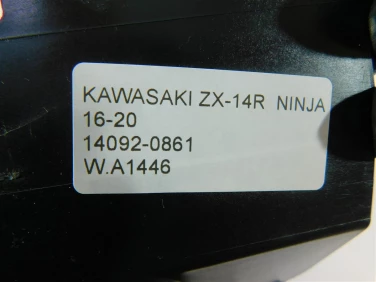 KAWASAKI ZX-14R NINJA
16-20
14092-0861
W.A1446